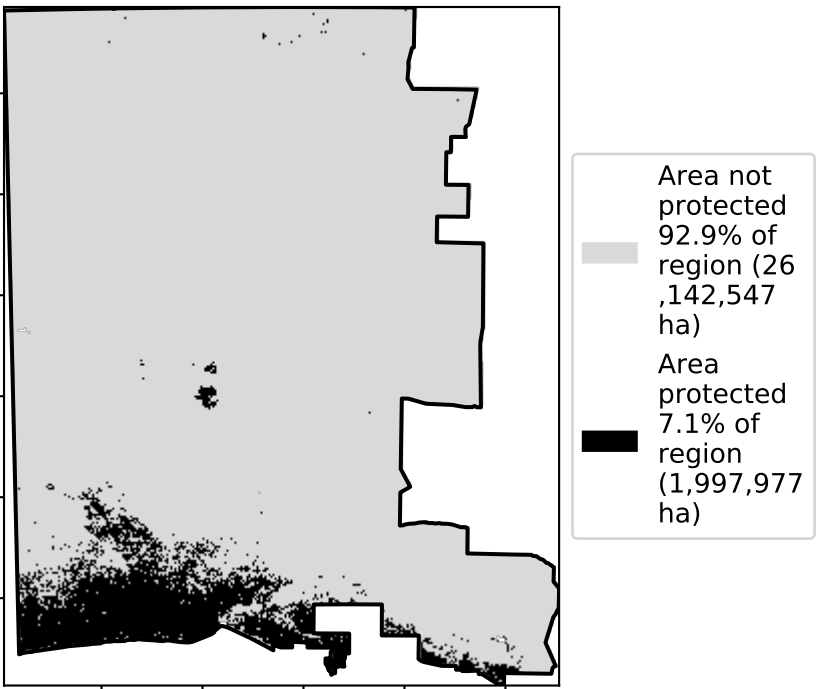 Area not
protected
92.9% of
region (26
,142,547
ha)
Area
protected
7.1% of
region
(1,997,977
ha)